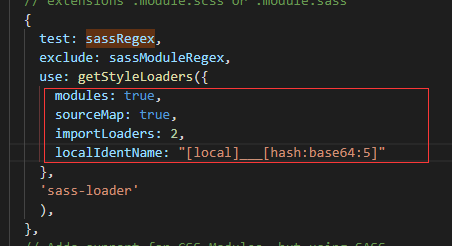 // extensions .module.scss or .module.sass
{
test: sassRegex,
exclude: sassModuleRegex,
use: getStyleLoaders({
modules: true,
sourceMap: true,
importLoaders: 2,
localIdentName: "[local]___[hash:base64:5]"
},
'sass-loader'
),
},
// Adds support for CSS Modules, but using SASS